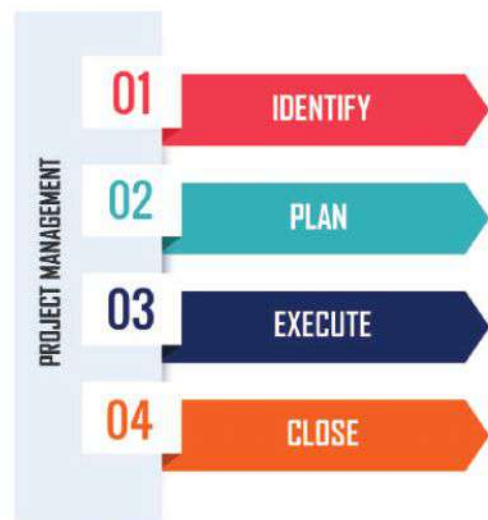 PROJECT MANAGEMENT
01
IDENTIFY
02
PLAN
03
EXECUTE
04
CLOSE